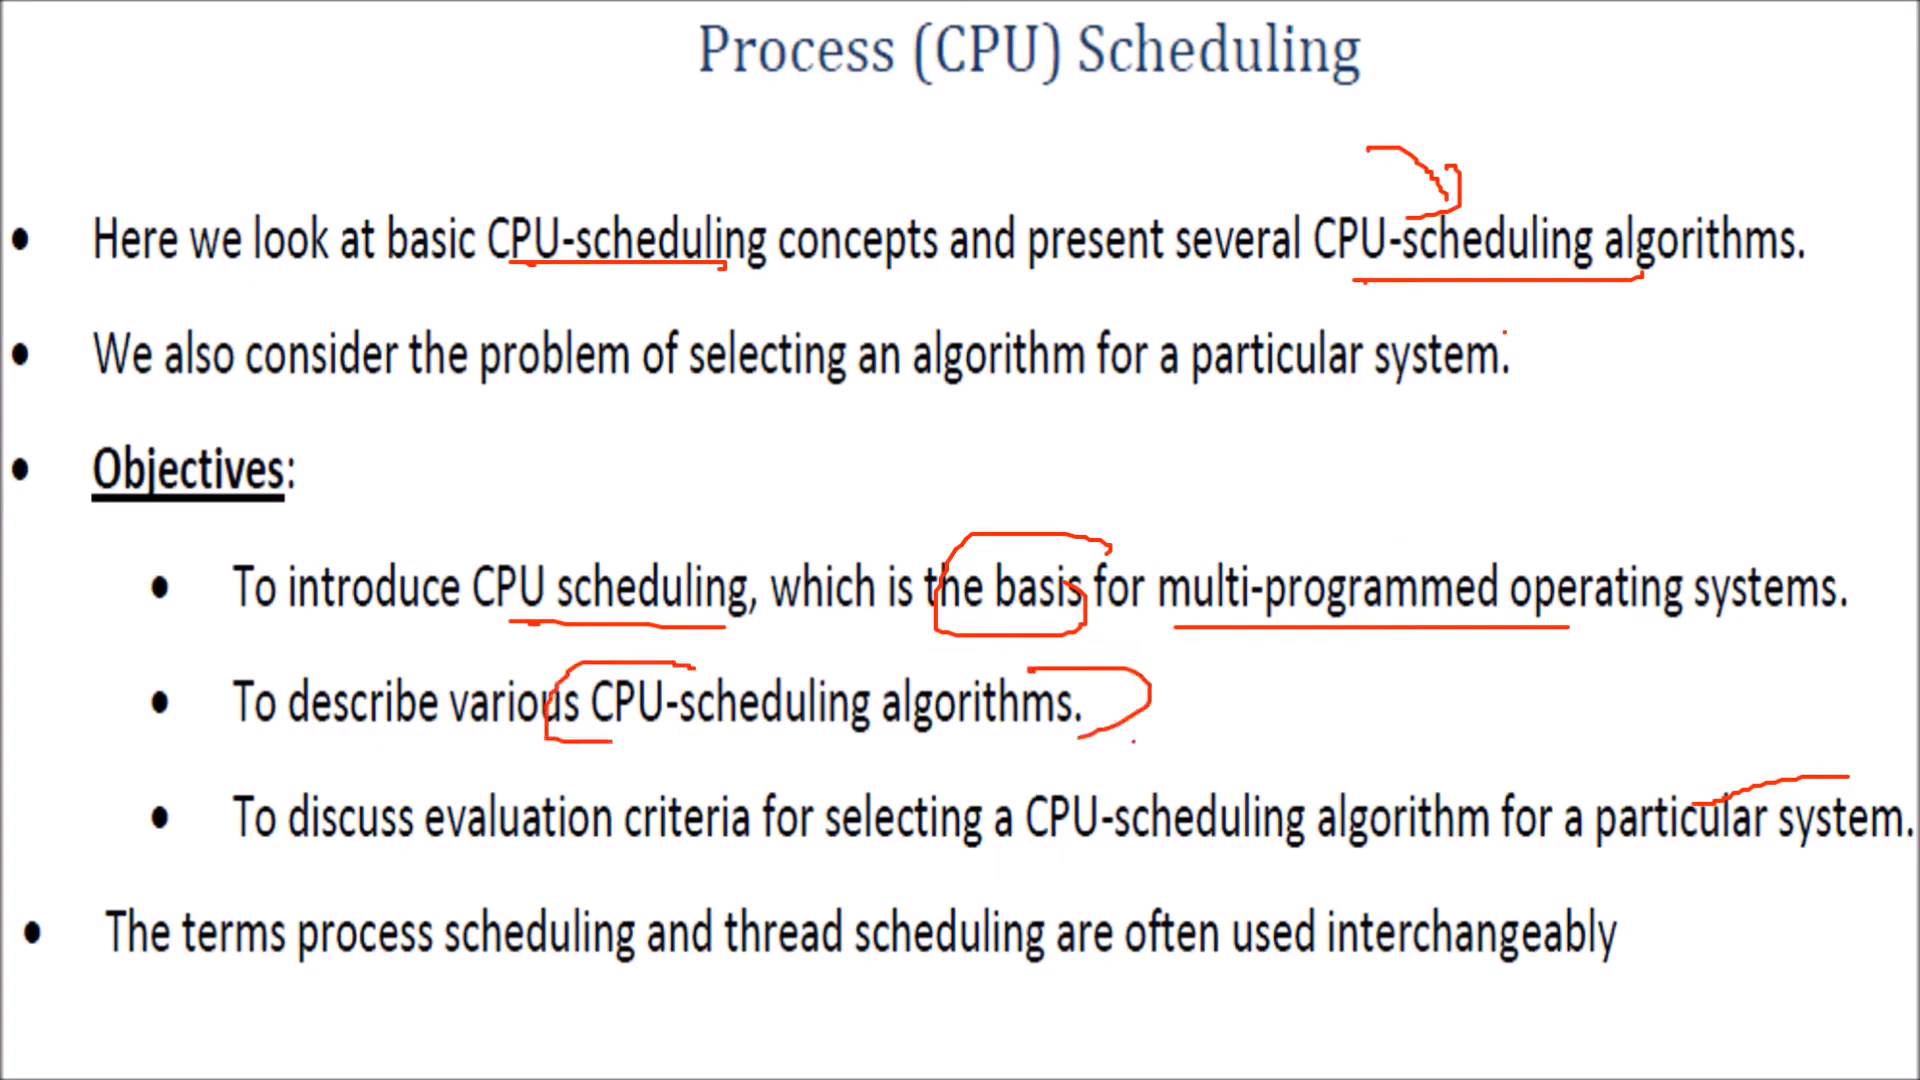 Process (CPU) Scheduling
• Here we look at basic CPU-scheduling concepts and present several CPU-scheduling algorithms.
• We also consider the problem of selecting an algorithm for a particular system.
• Objectives:
• To introduce CPU scheduling, which is the basis for multi-programmed operating systems.
• To describe various CPU-scheduling algorithms.
• To discuss evaluation criteria for selecting a CPU-scheduling algorithm for a particular system.
• The terms process scheduling and thread scheduling are often used interchangeably